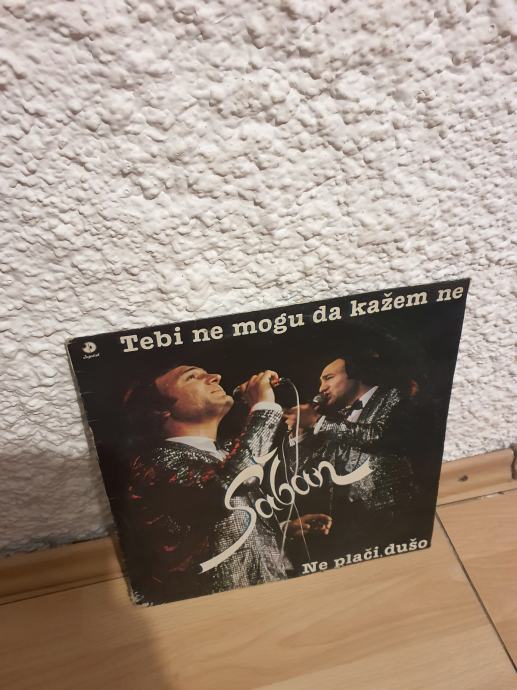 Tebi ne mogu da kažem ne
Šaban
Ne plači dušo